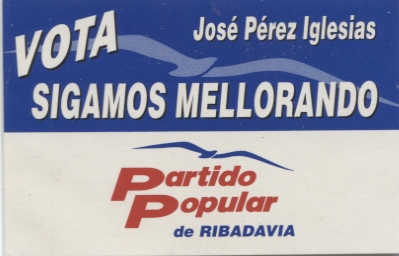 VOTA
José Pérez Iglesias
SIGAMOS MELLORANDO
Partido
Popular
de RIBADAVIA